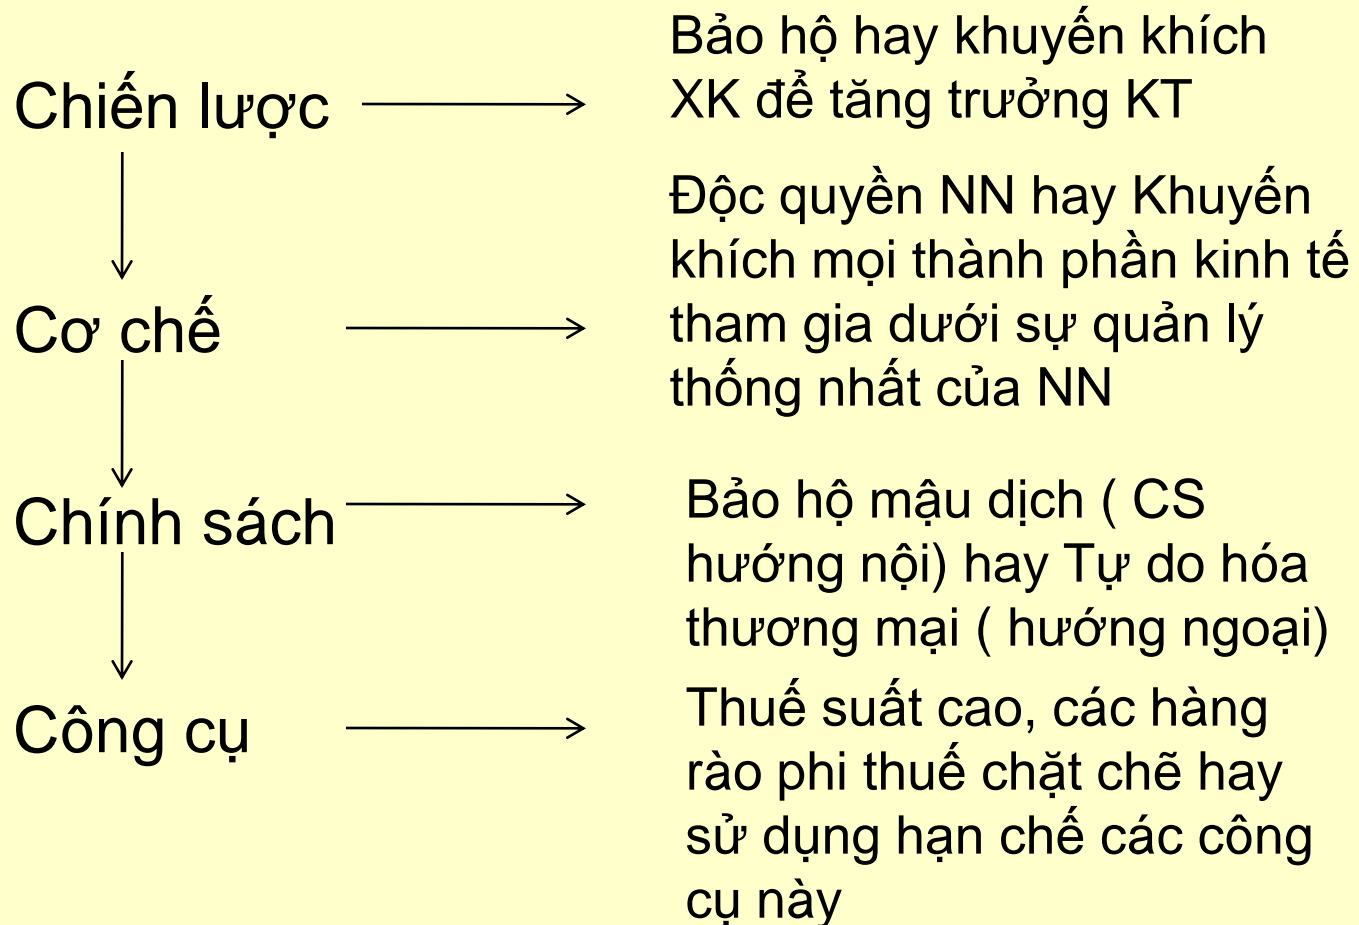 Chiến lược
Bảo hộ hay khuyến khích
XK để tăng trưởng KT
Cơ chế
Độc quyền NN hay Khuyến
khích mọi thành phần kinh tế
tham gia dưới sự quản lý
thống nhất của NN
Chính sách
Bảo hộ mậu dịch ( CS
hướng nội) hay Tự do hóa
thương mại ( hướng ngoại)
Công cụ
Thuế suất cao, các hàng
rào phi thuế chặt chẽ hay
sử dụng hạn chế các công
cụ này